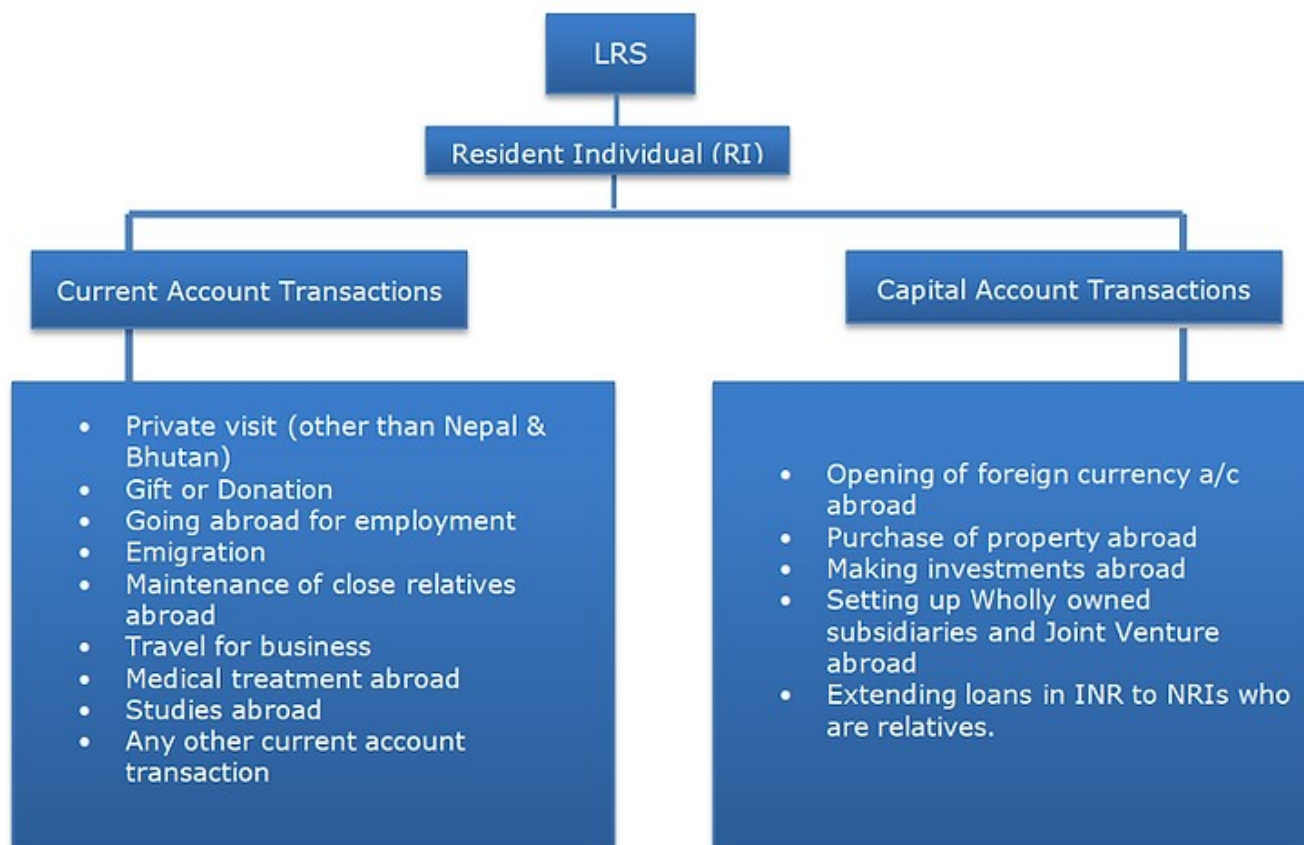 LRS
Resident Individual (RI)
Current Account Transactions
Capital Account Transactions
• Private visit (other than Nepal &
Bhutan)
• Gift or Donation
• Going abroad for employment
• Emigration
• Maintenance of close relatives
abroad
• Travel for business
• Medical treatment abroad
• Studies abroad
• Any other current account
transaction
• Opening of foreign currency a/c
abroad
• Purchase of property abroad
• Making investments abroad
• Setting up Wholly owned
subsidiaries and Joint Venture
abroad
• Extending loans in INR to NRIs who
are relatives.